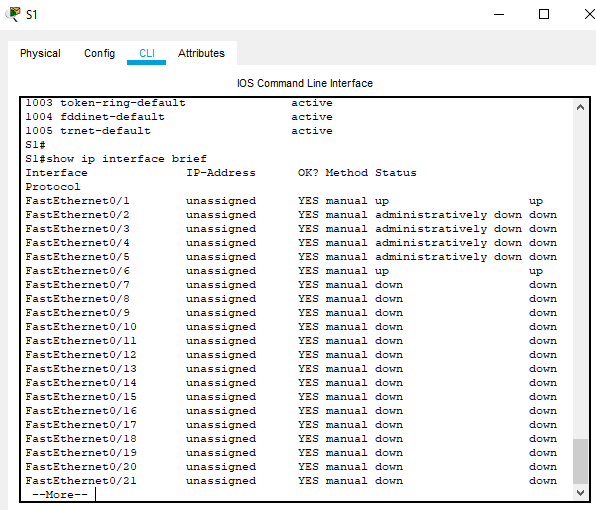 S1
Physical Config CLI Attributes
IOS Command Line Interface
1003 token-ring-default active
1004 fddinet-default active
1005 trnet-default active
S1#
S1#show ip interface brief
Interface IP-Address OK? Method Status
Protocol
FastEthernet0/1 unassigned YES manual up up
FastEthernet0/2 unassigned YES manual administratively down down
FastEthernet0/3 unassigned YES manual administratively down down
FastEthernet0/4 unassigned YES manual administratively down down
FastEthernet0/5 unassigned YES manual administratively down down
FastEthernet0/6 unassigned YES manual up up
FastEthernet0/7 unassigned YES manual down down
FastEthernet0/8 unassigned YES manual down down
FastEthernet0/9 unassigned YES manual down down
FastEthernet0/10 unassigned YES manual down down
FastEthernet0/11 unassigned YES manual down down
FastEthernet0/12 unassigned YES manual down down
FastEthernet0/13 unassigned YES manual down down
FastEthernet0/14 unassigned YES manual down down
FastEthernet0/15 unassigned YES manual down down
FastEthernet0/16 unassigned YES manual down down
FastEthernet0/17 unassigned YES manual down down
FastEthernet0/18 unassigned YES manual down down
FastEthernet0/19 unassigned YES manual down down
FastEthernet0/20 unassigned YES manual down down
FastEthernet0/21 unassigned YES manual down down
--More--